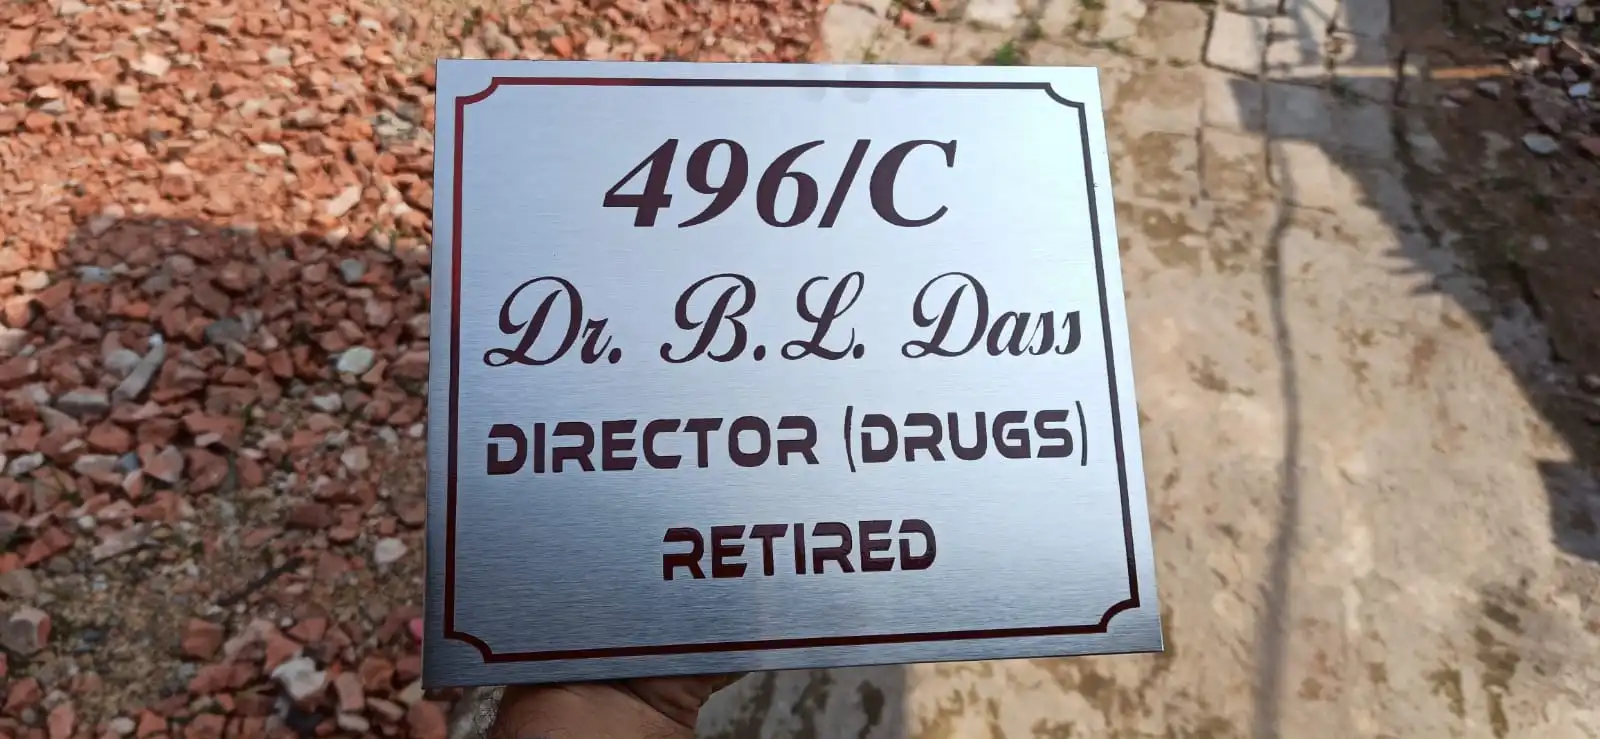 496/C
Dr. B.L. Dass
DIRECTOR (DRUGS)
RETIRED